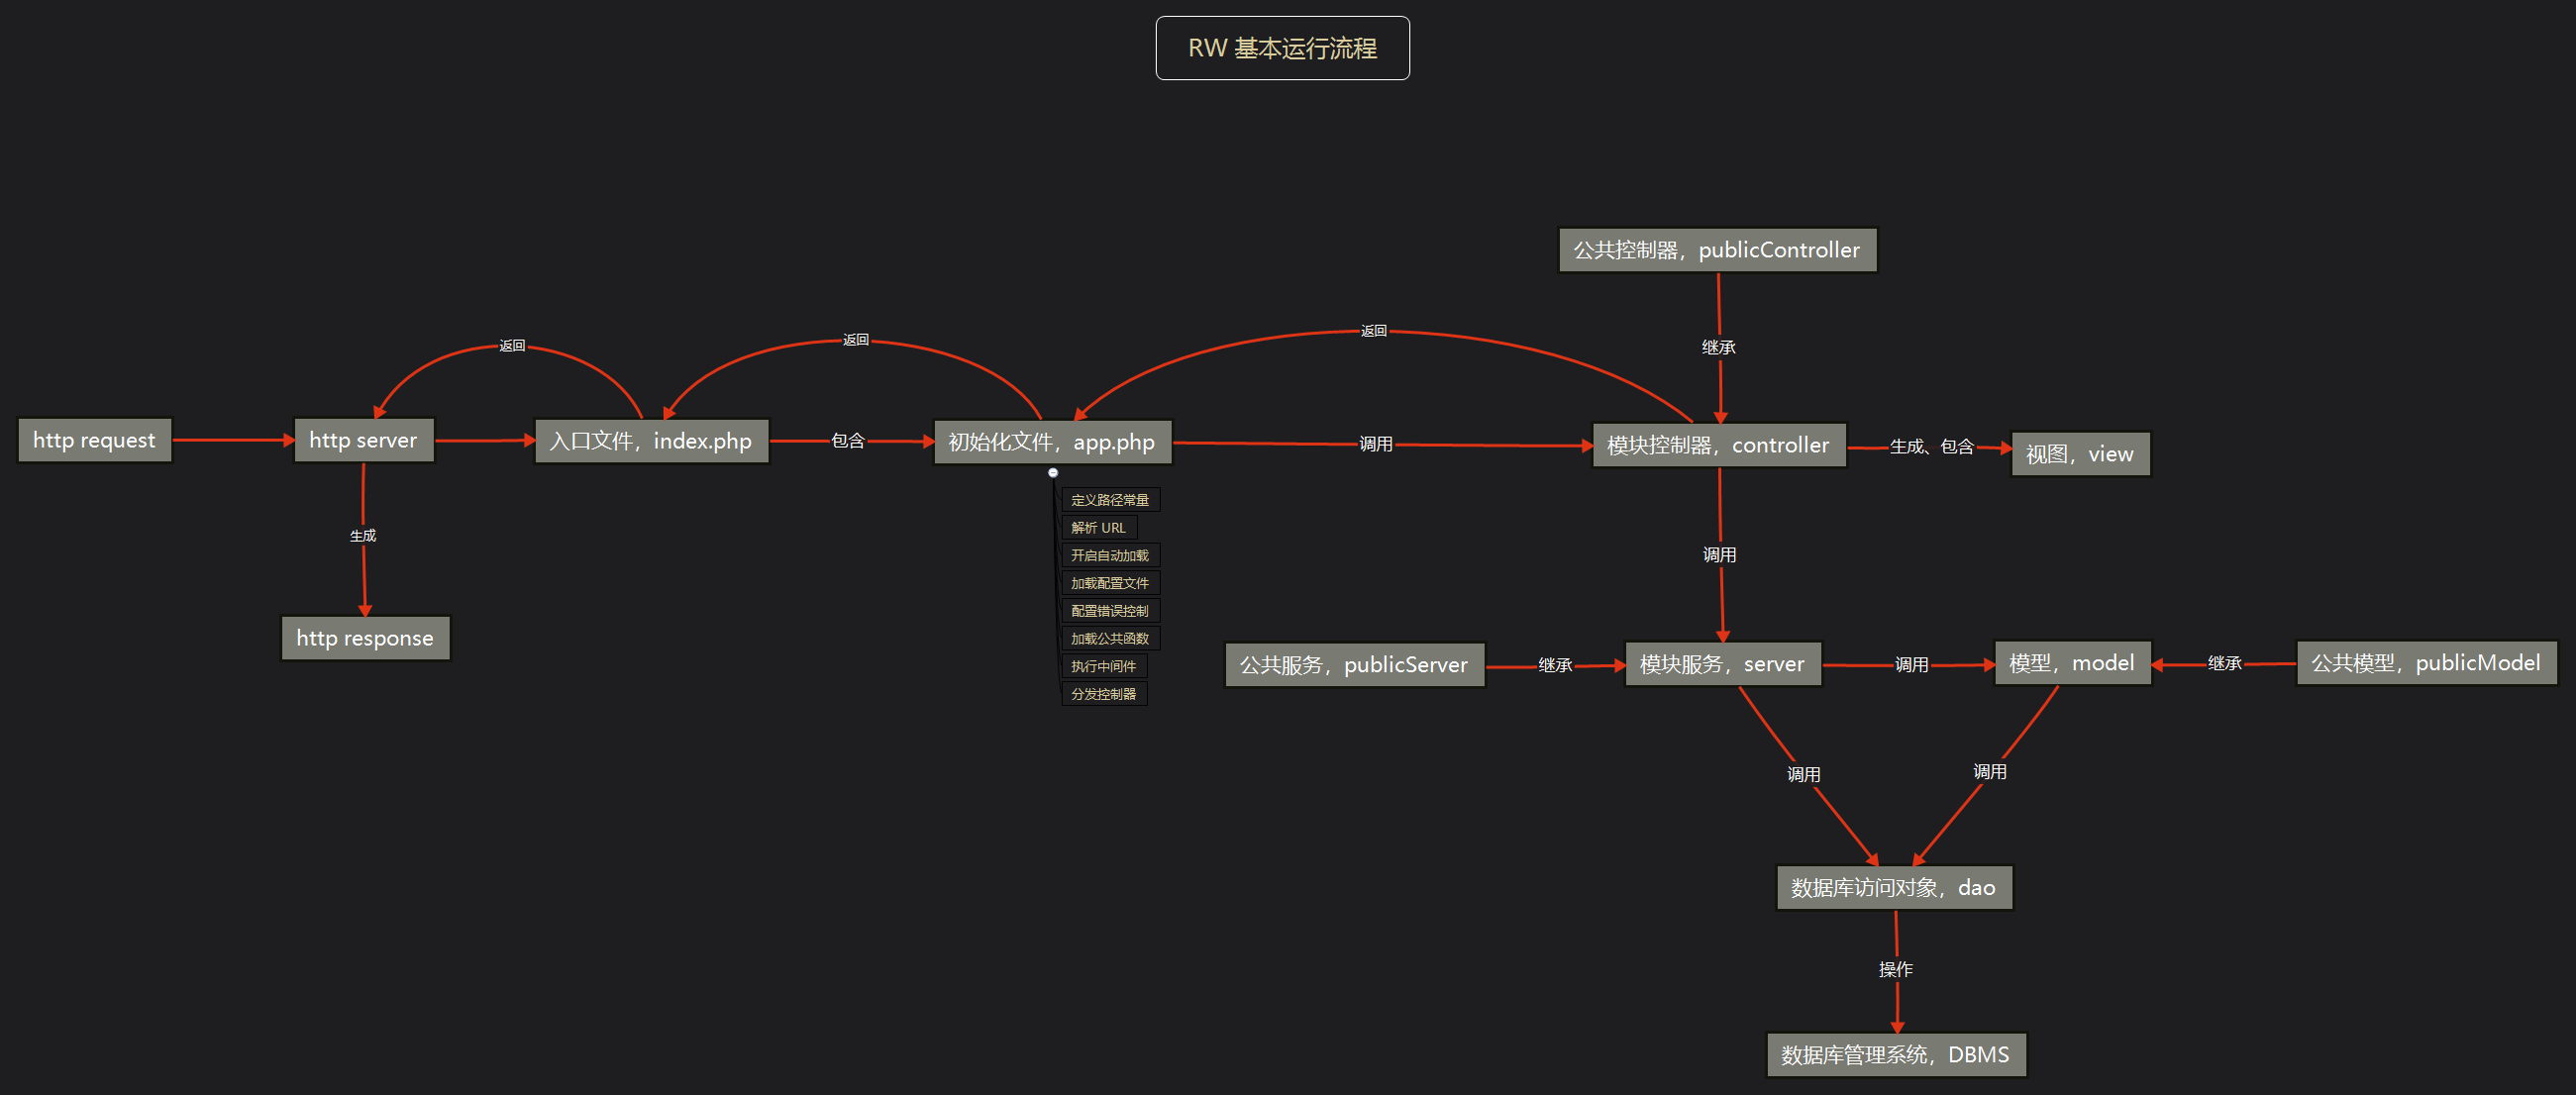 RW 基本运行流程
公共控制器，publicController
继承
返回
返回
返回
http request
http server
入口文件，index.php
包含
初始化文件，app.php
调用
模块控制器，controller
生成、包含
视图，view
定义路径常量
解析 URL
开启自动加载
加载配置文件
配置错误控制
加载公共函数
执行中间件
分发控制器
生成
调用
http response
公共服务，publicServer
继承
模块服务，server
调用
模型，model
继承
公共模型，publicModel
调用
调用
数据库访问对象，dao
操作
数据库管理系统，DBMS